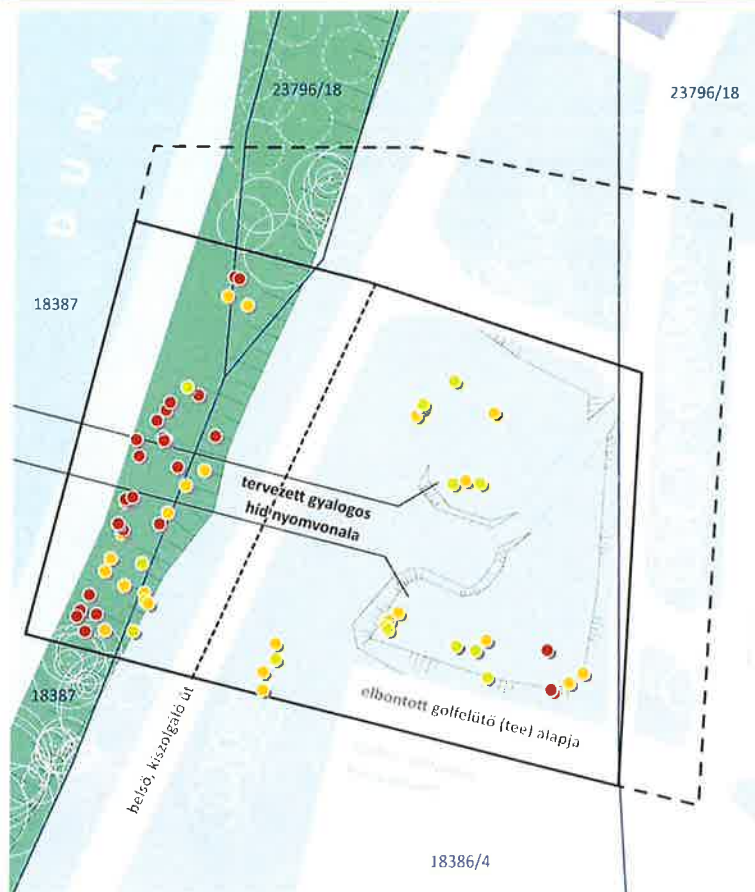 23796/18
23796/18
DUNA
18387
tervezett gyalogos
híd nyomvonala
18387
belső, kiszolgáló út
elbontott golfelütő (tee) alapja
18386/4